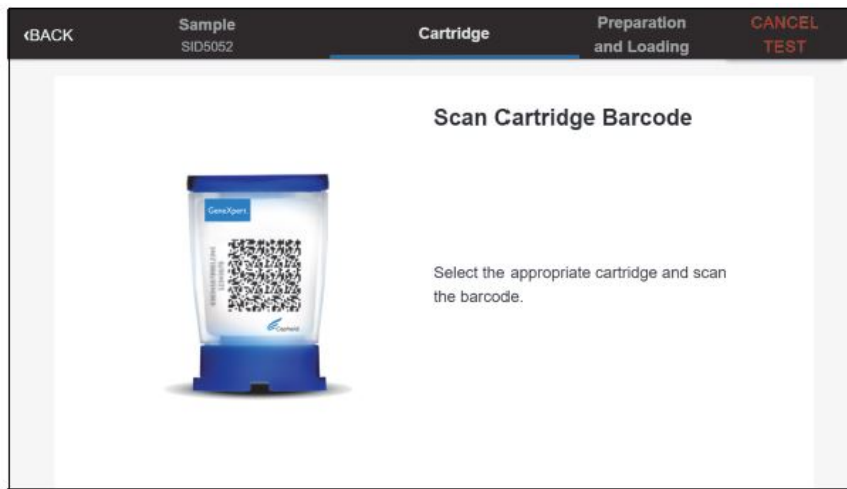 ‹BACK
Sample
SID5052
Cartridge
Preparation
and Loading
CANCEL
TEST
Scan Cartridge Barcode
GeneXpert
Cepheid
Select the appropriate cartridge and scan
the barcode.